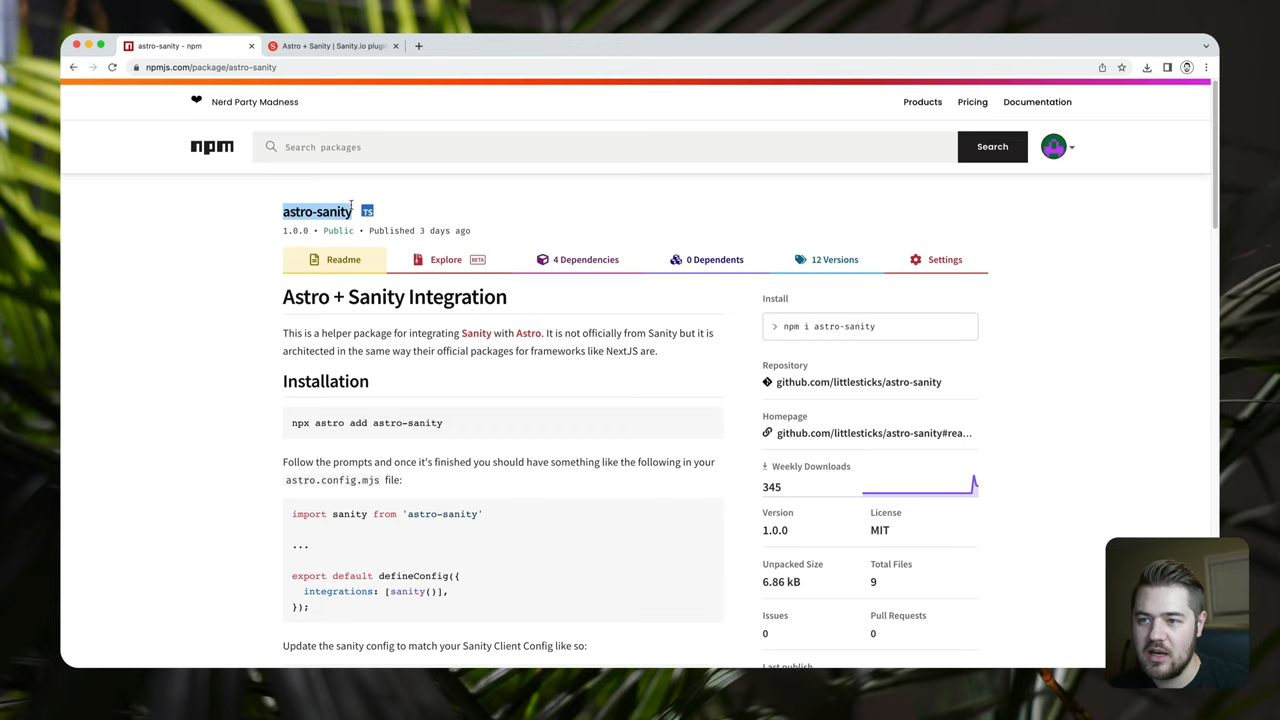 astro-sanity - npm
Astro + Sanity | Sanity.io plugin
npmjs.com/package/astro-sanity
Nerd Party Madness
Products
Pricing
Documentation
npm
Search packages
Search
astro-sanity
TS
1.0.0 • Public • Published 3 days ago
Readme
Explore BETA
4 Dependencies
0 Dependents
12 Versions
Settings
Astro + Sanity Integration
This is a helper package for integrating Sanity with Astro. It is not officially from Sanity but it is
architected in the same way their official packages for frameworks like NextJS are.
Installation
npx astro add astro-sanity
Follow the prompts and once it's finished you should have something like the following in your
astro.config.mjs file:
import sanity from 'astro-sanity'
...
export default defineConfig({
integrations: [sanity()],
});
Update the sanity config to match your Sanity Client Config like so:
Install
> npm i astro-sanity
Repository
github.com/littlesticks/astro-sanity
Homepage
github.com/littlesticks/astro-sanity#rea...
Weekly Downloads
345
Version
License
1.0.0
MIT
Unpacked Size
Total Files
6.86 kB
9
Issues
Pull Requests
0
0
Last publish